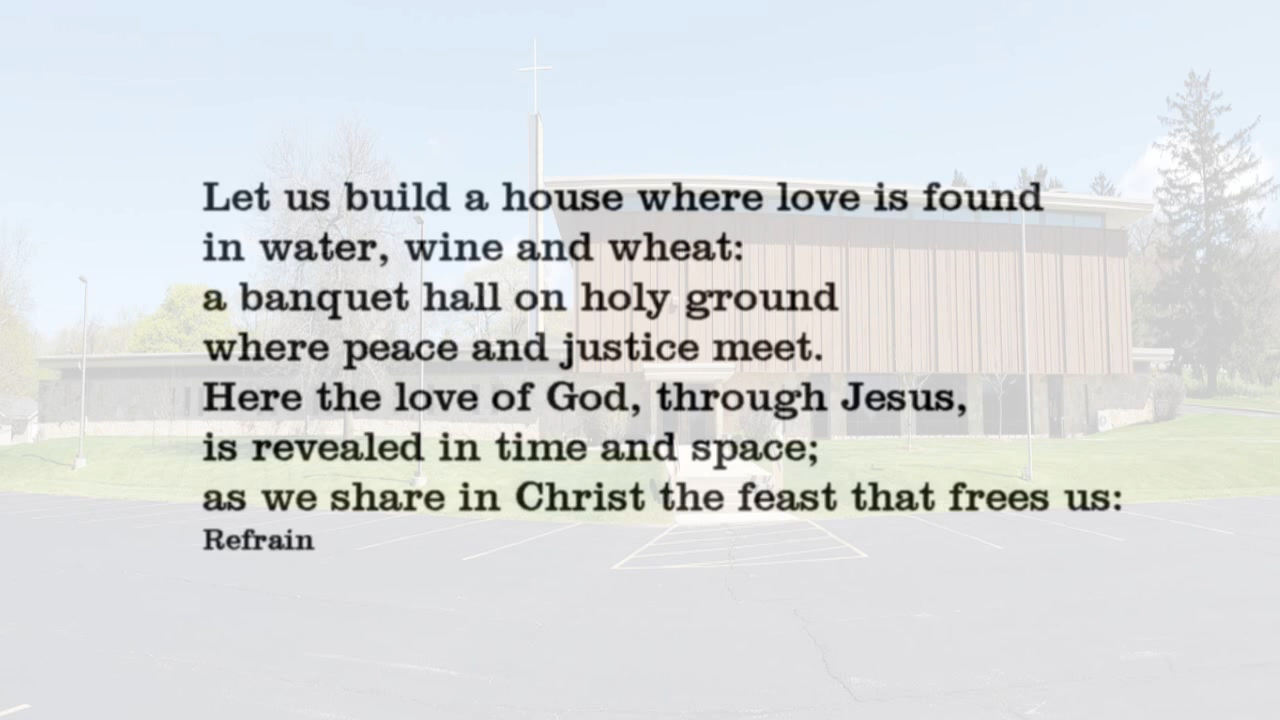 Let us build a house where love is found
in water, wine and wheat:
a banquet hall on holy ground
where peace and justice meet.
Here the love of God, through Jesus,
is revealed in time and space;
as we share in Christ the feast that frees us:
Refrain